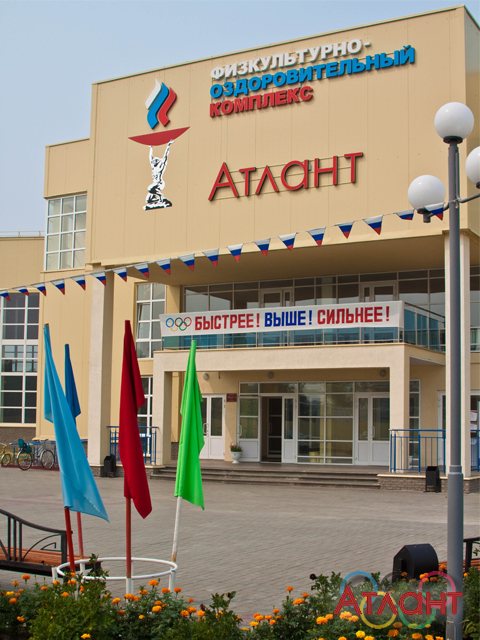 ФИЗКУЛЬТУРНО-
ОЗДОРОВИТЕЛЬНЫЙ
КОМПЛЕКС
АТЛАНТ
БЫСТРЕЕ! ВЫШЕ! СИЛЬНЕЕ!
АТЛАНТ